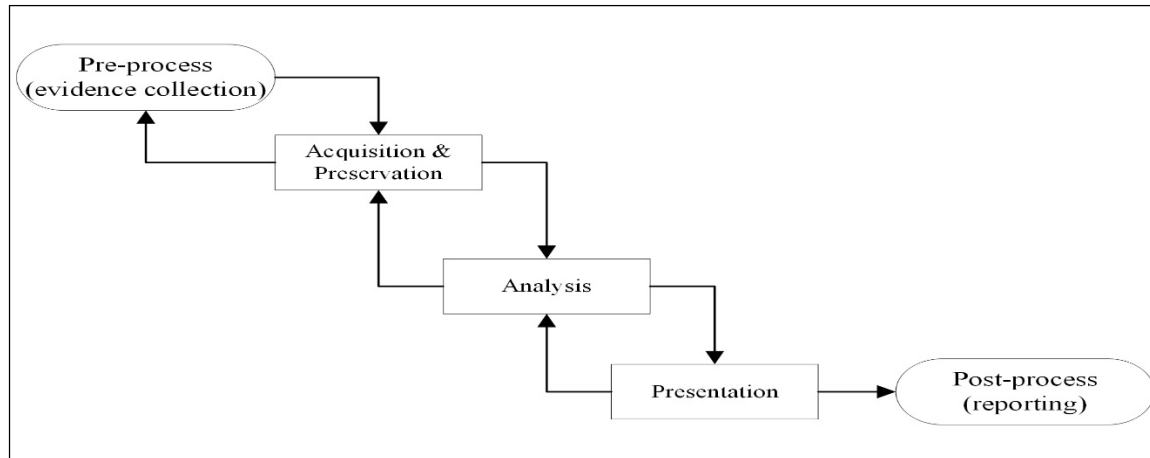 Pre-process
(evidence collection)
Acquisition &
Preservation
Analysis
Presentation
Post-process
(reporting)